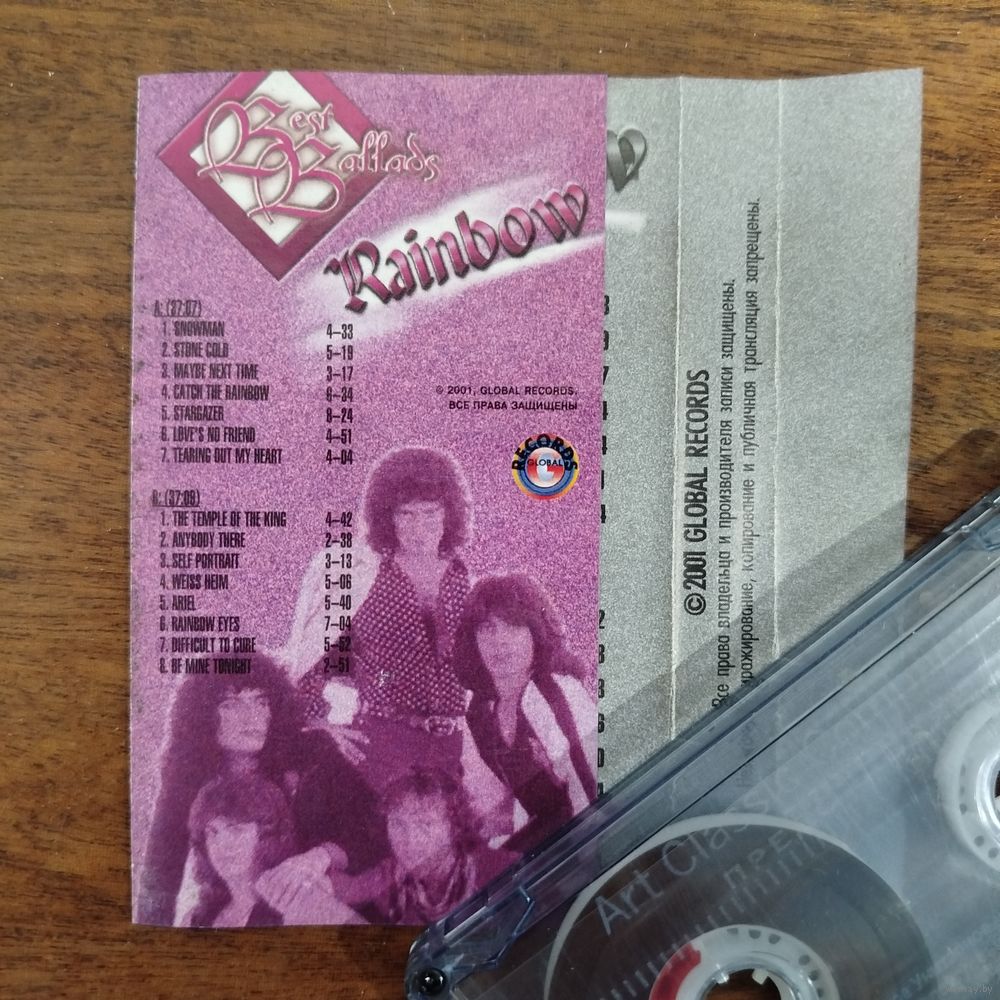 Best
Ballads
Rainbow
A: (37:07)
1. SNOWMAN 4–33
2. STONE COLD 5–19
3. MAYBE NEXT TIME 3–17
4. CATCH THE RAINBOW 6–34
5. STARGAZER 8–24
6. LOVE'S NO FRIEND 4–51
7. TEARING OUT MY HEART 4–04
© 2001, GLOBAL RECORDS.
ВСЕ ПРАВА ЗАЩИЩЕНЫ
RECORDS
GLOBAL
B: (37:09)
1. THE TEMPLE OF THE KING 4–42
2. ANYBODY THERE 2–38
3. SELF PORTRAIT 3–13
4. WEISS HEIM 5–06
5. ARIEL 5–40
6. RAINBOW EYES 7–04
7. DIFFICULT TO CURE 5–52
8. BE MINE TONIGHT 2–51
©2001 GLOBAL RECORDS
Все права владельца и производителя записи защищены.
копирование и публичная трансляция запрещены.
Art Classic